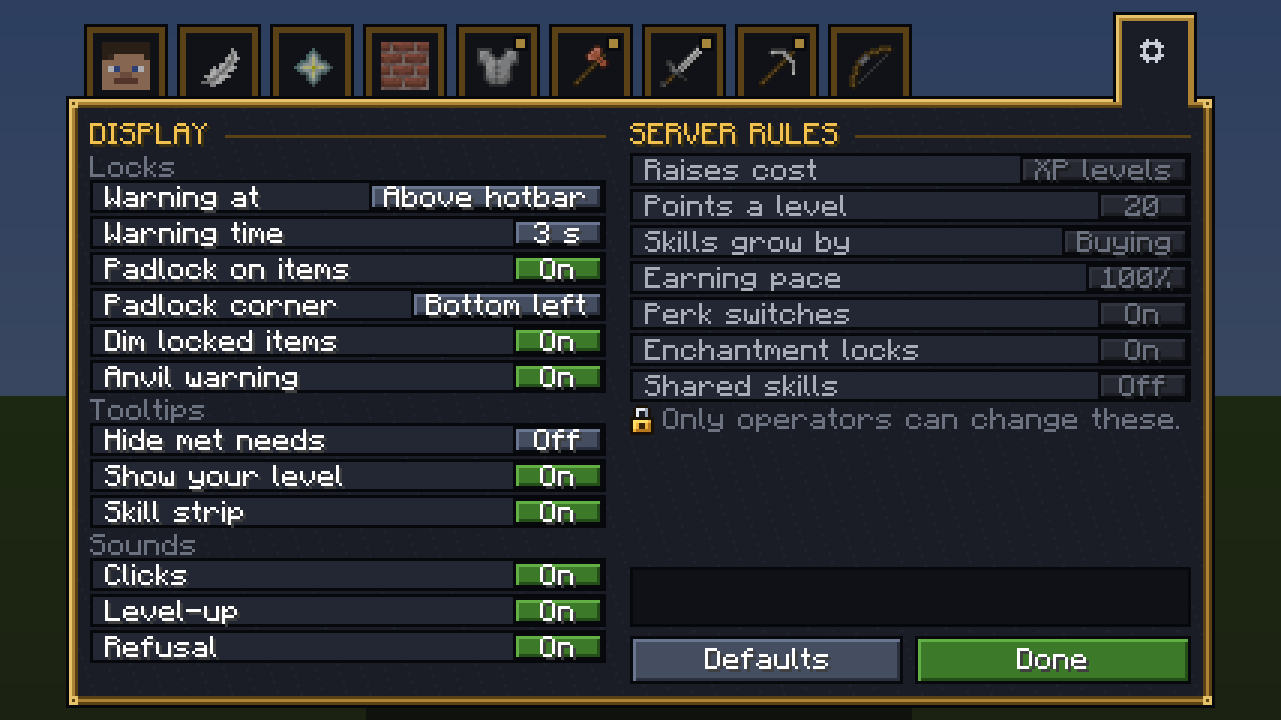 DISPLAY
Locks
Warning at Above hotbar
Warning time 3 s
Padlock on items On
Padlock corner Bottom left
Dim locked items On
Anvil warning On
Tooltips
Hide met needs Off
Show your level On
Skill strip On
Sounds
Clicks On
Level-up On
Refusal On
SERVER RULES
Raises cost XP levels
Points a level 20
Skills grow by Buying
Earning pace 100%
Perk switches On
Enchantment locks On
Shared skills Off
Only operators can change these.
Defaults Done